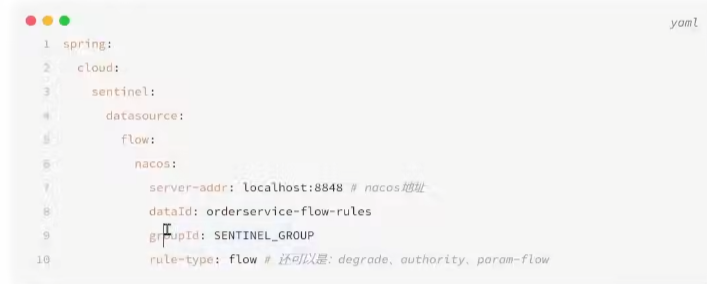 yaml
1 spring:
2 cloud:
3 sentinel:
4 datasource:
5 flow:
6 nacos:
7 server-addr: localhost:8848 # nacos地址
8 dataId: orderservice-flow-rules
9 groupId: SENTINEL_GROUP
10 rule-type: flow # 还可以是: degrade、authority、param-flow